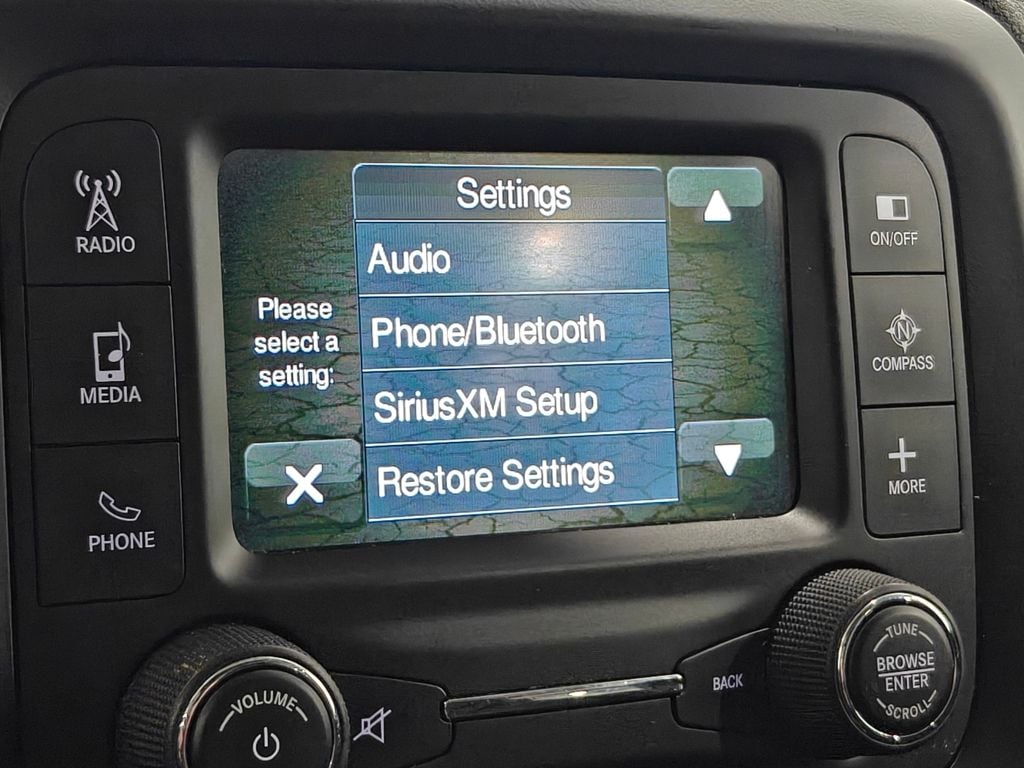 RADIO
MEDIA
PHONE
Settings
Please
select a
setting:
Audio
Phone/Bluetooth
SiriusXM Setup
Restore Settings
ON/OFF
N
COMPASS
MORE
VOLUME
BACK
TUNE
BROWSE
ENTER
SCROLL